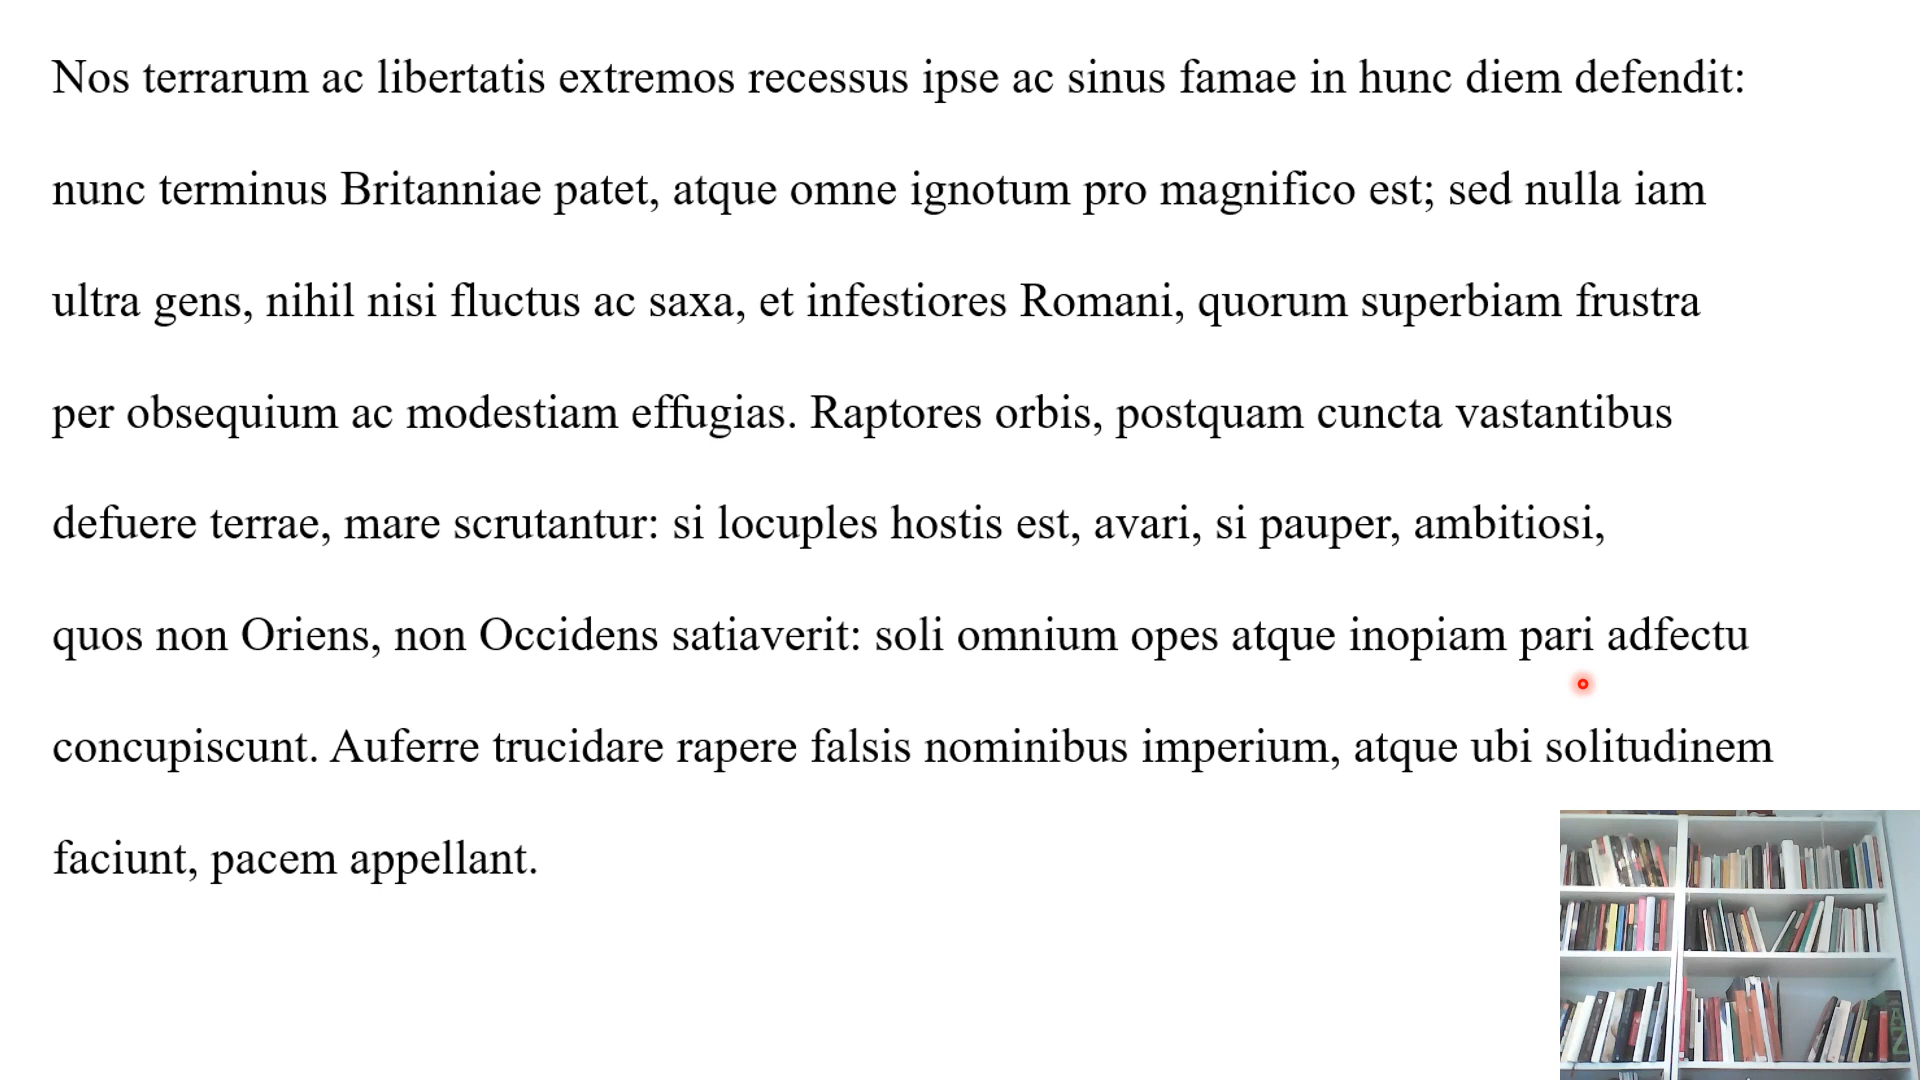 Nos terrarum ac libertatis extremos recessus ipse ac sinus famae in hunc diem defendit:
nunc terminus Britanniae patet, atque omne ignotum pro magnifico est; sed nulla iam
ultra gens, nihil nisi fluctus ac saxa, et infestiores Romani, quorum superbiam frustra
per obsequium ac modestiam effugias. Raptores orbis, postquam cuncta vastantibus
defuere terrae, mare scrutantur: si locuples hostis est, avari, si pauper, ambitiosi,
quos non Oriens, non Occidens satiaverit: soli omnium opes atque inopiam pari adfectu
concupiscunt. Auferre trucidare rapere falsis nominibus imperium, atque ubi solitudinem
faciunt, pacem appellant.